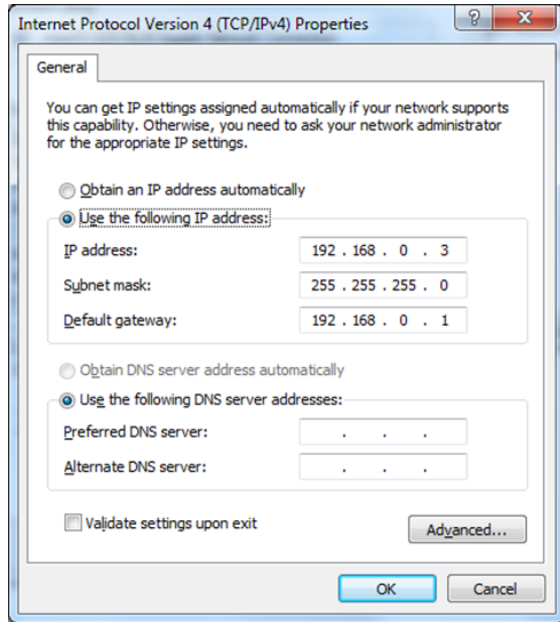 Internet Protocol Version 4 (TCP/IPv4) Properties
General
You can get IP settings assigned automatically if your network supports
this capability. Otherwise, you need to ask your network administrator
for the appropriate IP settings.
Obtain an IP address automatically
Use the following IP address:
IP address: 192 . 168 . 0 . 3
Subnet mask: 255 . 255 . 255 . 0
Default gateway: 192 . 168 . 0 . 1
Obtain DNS server address automatically
Use the following DNS server addresses:
Preferred DNS server: . . .
Alternate DNS server: . . .
Validate settings upon exit
Advanced...
OK Cancel